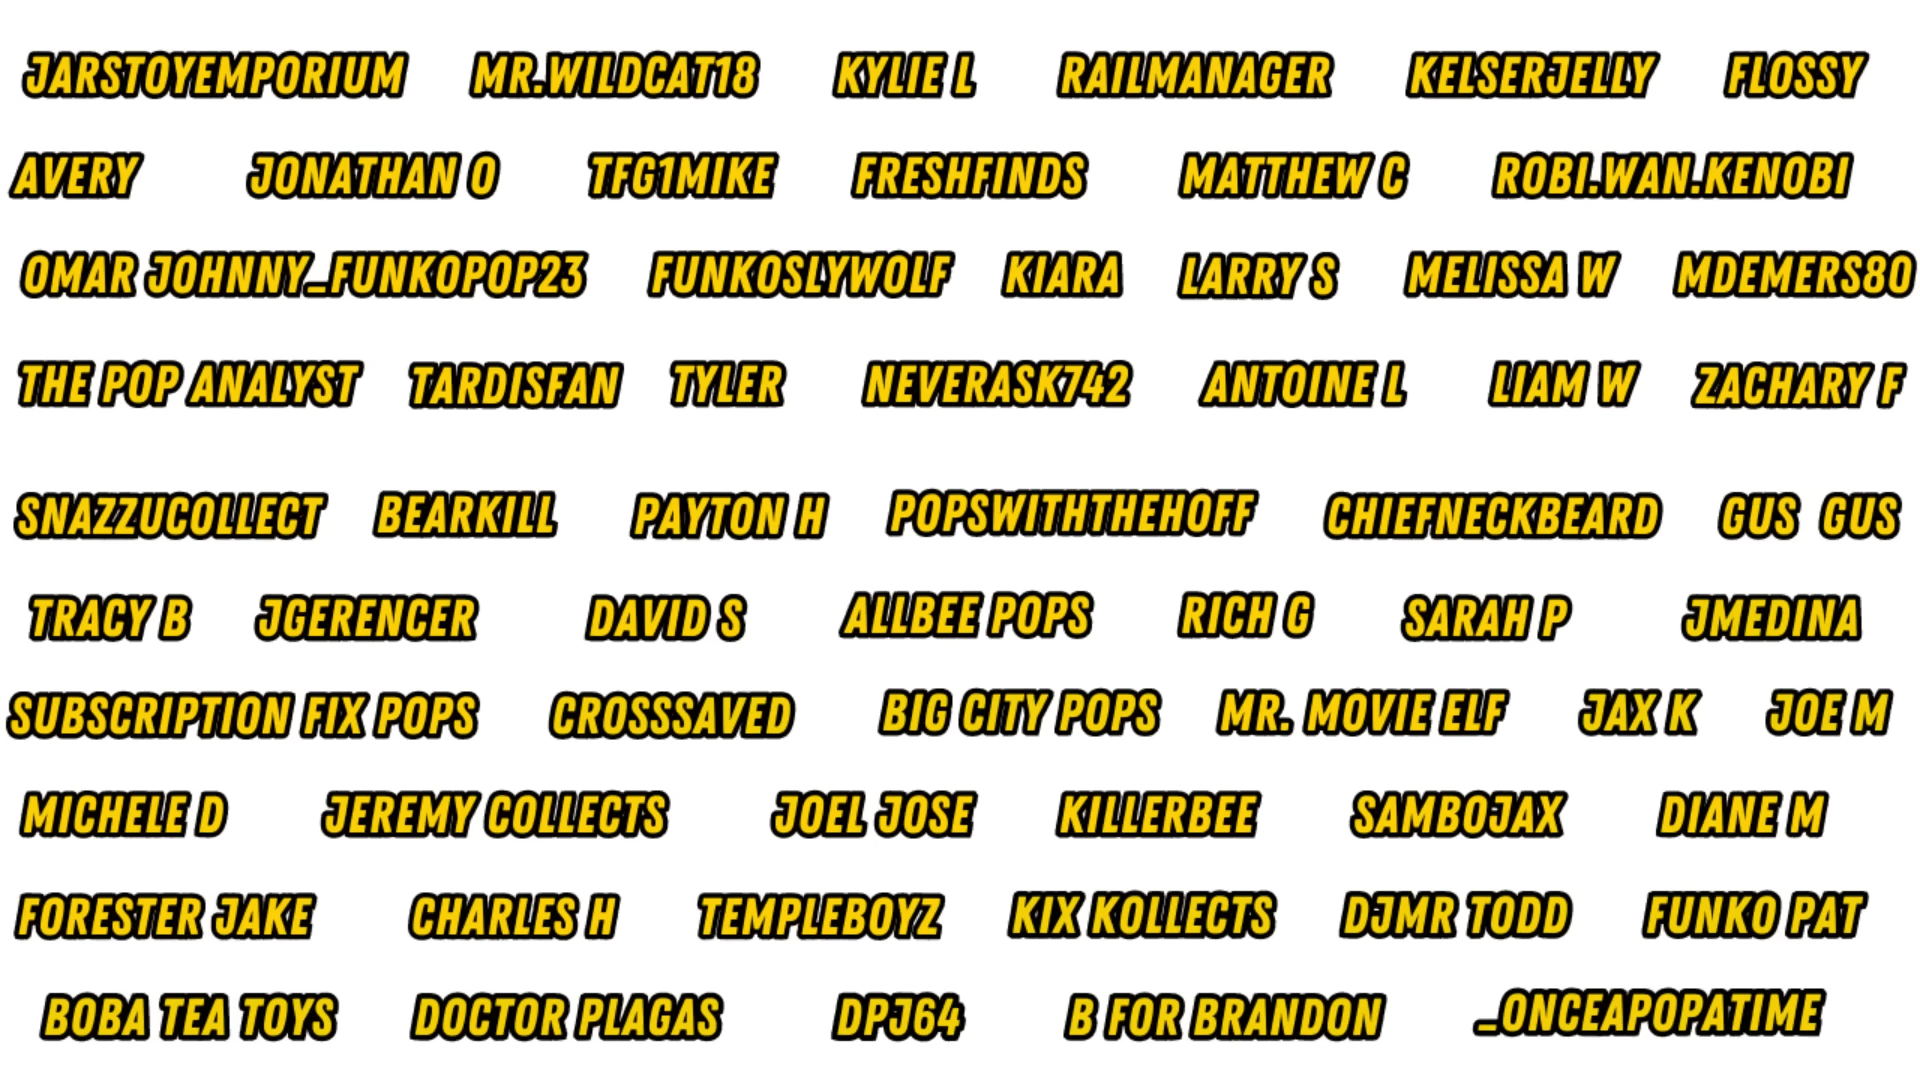 JARSTOYEMPORIUM MR.WILDCAT18 KYLIE L RAILMANAGER KELSERJELLY FLOSSY
AVERY JONATHAN O TFG1MIKE FRESHFINDS MATTHEW C ROBI.WAN.KENOBI
OMAR JOHNNY_FUNKOPOP23 FUNKOSLYWOLF KIARA LARRY S MELISSA W MDEMERS80
THE POP ANALYST TARDISFAN TYLER NEVERASK742 ANTOINE L LIAM W ZACHARY F
SNAZZUCOLLECT BEARKILL PAYTON H POPSWITHTHEHOFF CHIEFNECKBEARD GUS GUS
TRACY B JGERENCER DAVID S ALLBEE POPS RICH G SARAH P JMEDINA
SUBSCRIPTION FIX POPS CROSSSAVED BIG CITY POPS MR. MOVIE ELF JAX K JOE M
MICHELE D JEREMY COLLECTS JOEL JOSE KILLERBEE SAMBOJAX DIANE M
FORESTER JAKE CHARLES H TEMPLEBOYZ KIX KOLLECTS DJMR TODD FUNKO PAT
BOBA TEA TOYS DOCTOR PLAGAS DPJ64 B FOR BRANDON _ONCEAPOPATIME